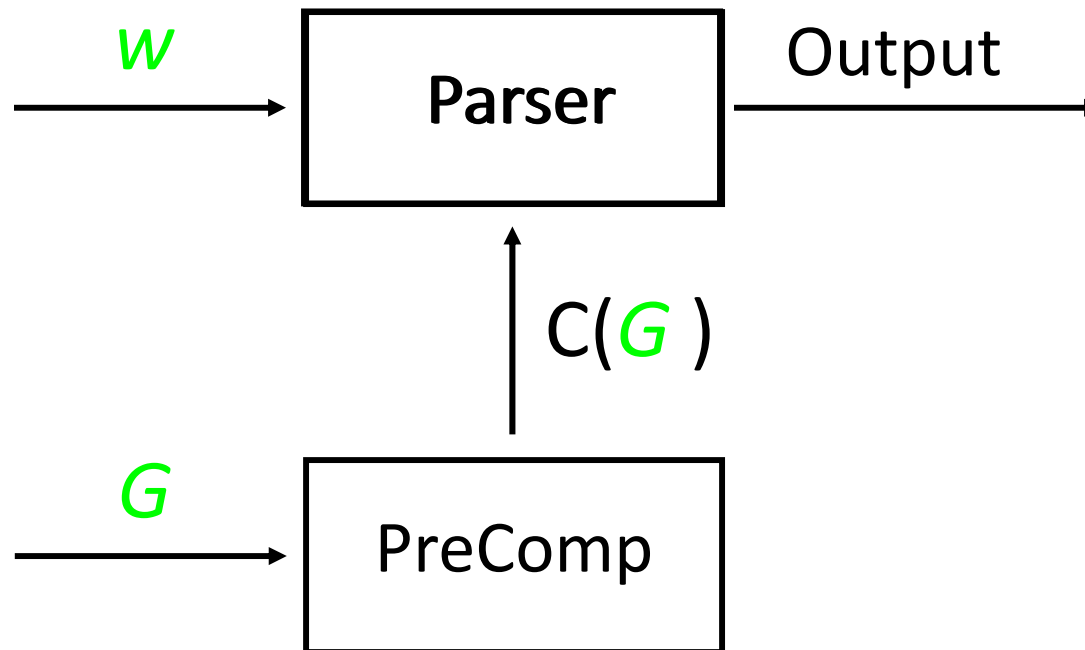 w
Parser
Output
C(G )
G
PreComp